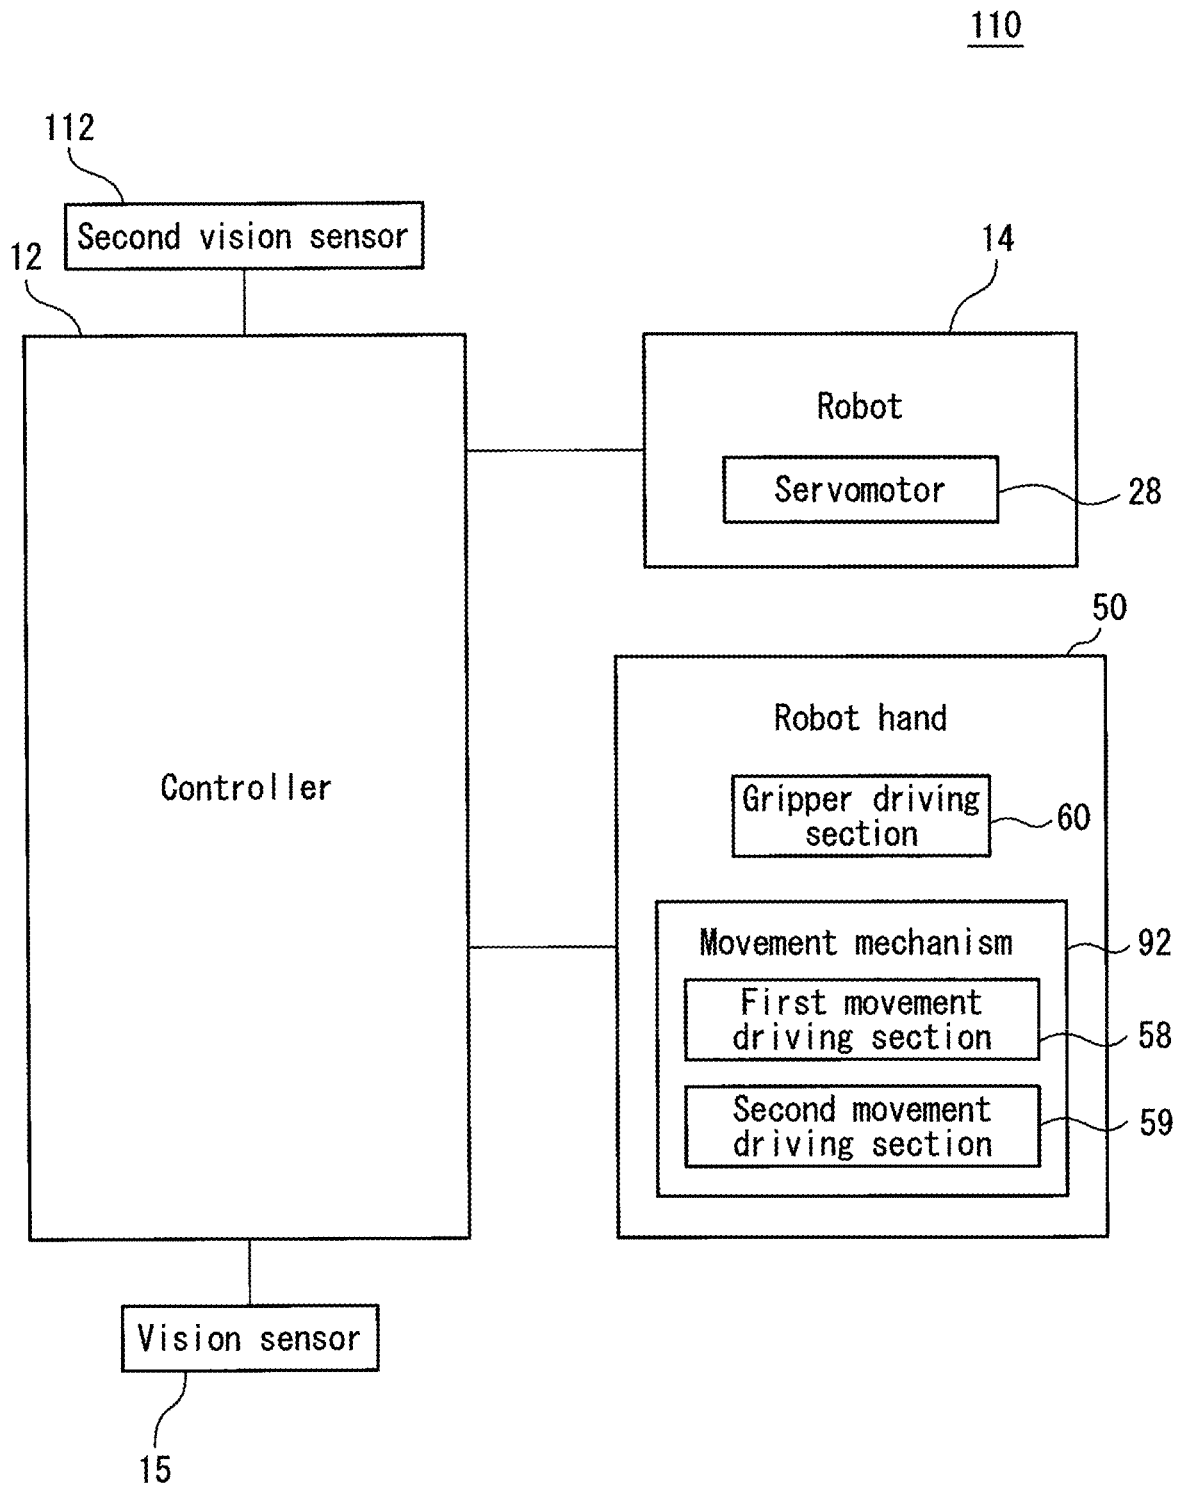 110
112
Second vision sensor
12
14
Robot
Servomotor
28
50
Robot hand
Controller
Gripper driving
section
60
Movement mechanism
92
First movement
driving section
58
Second movement
driving section
59
Vision sensor
15